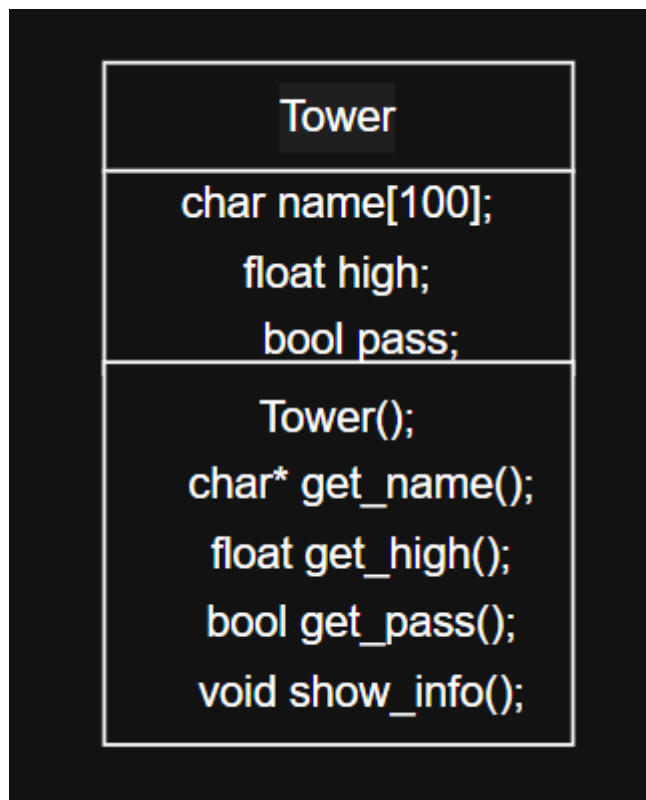 Tower
char name[100];
float high;
bool pass;
Tower();
char* get_name();
float get_high();
bool get_pass();
void show_info();